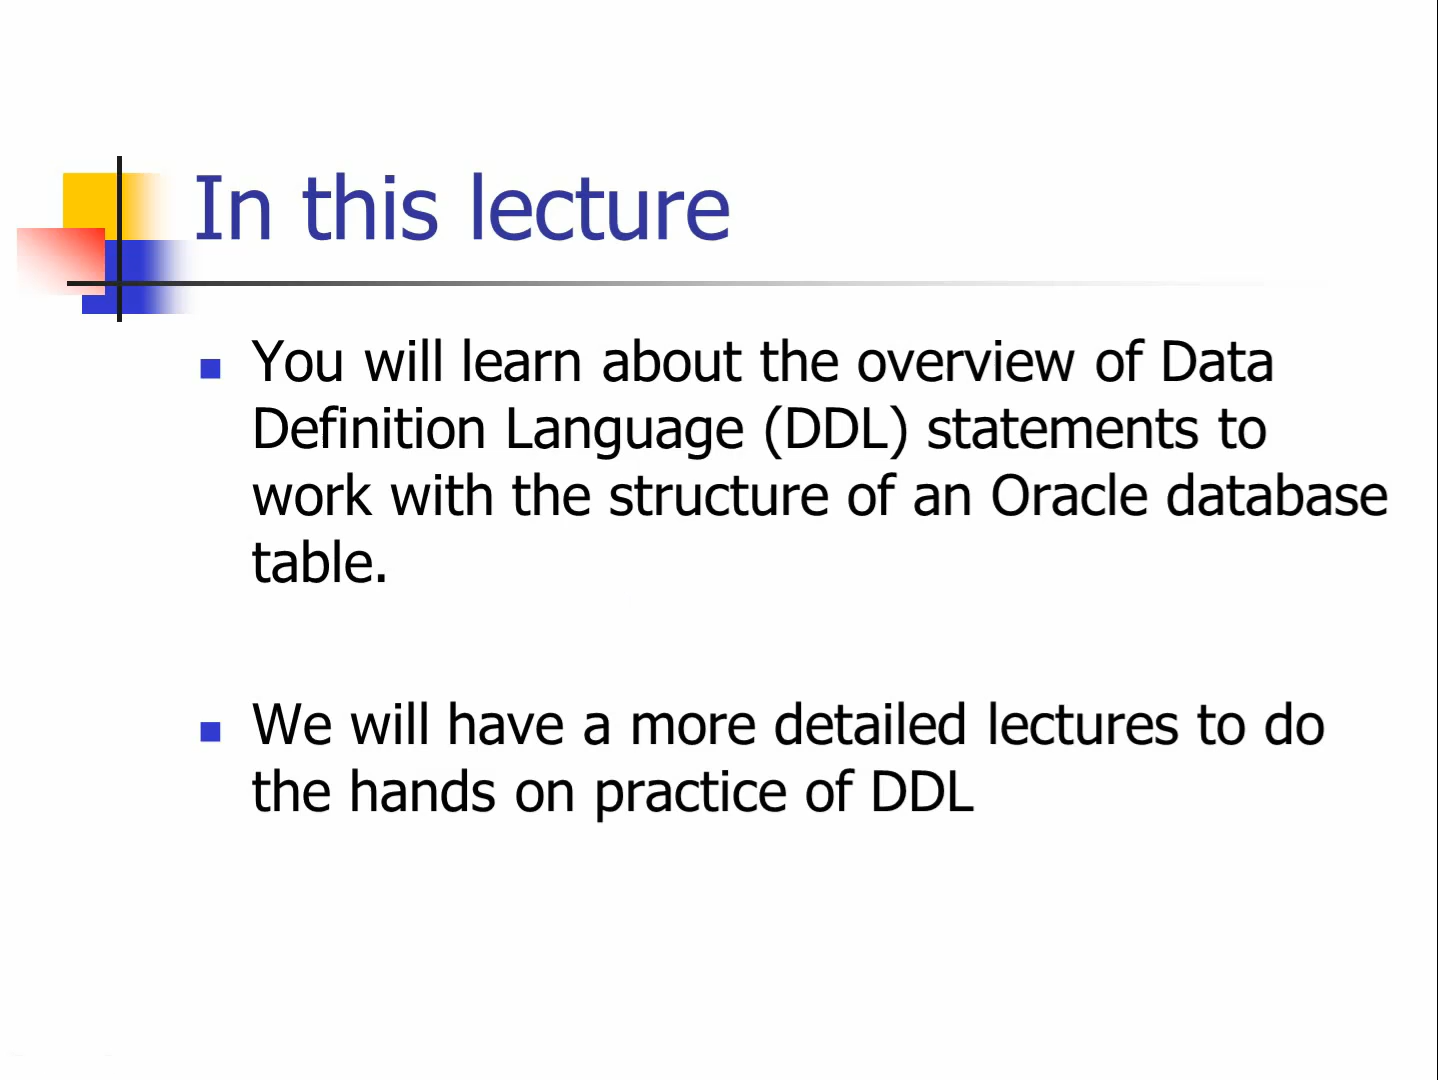 In this lecture
You will learn about the overview of Data
Definition Language (DDL) statements to
work with the structure of an Oracle database
table.
We will have a more detailed lectures to do
the hands on practice of DDL